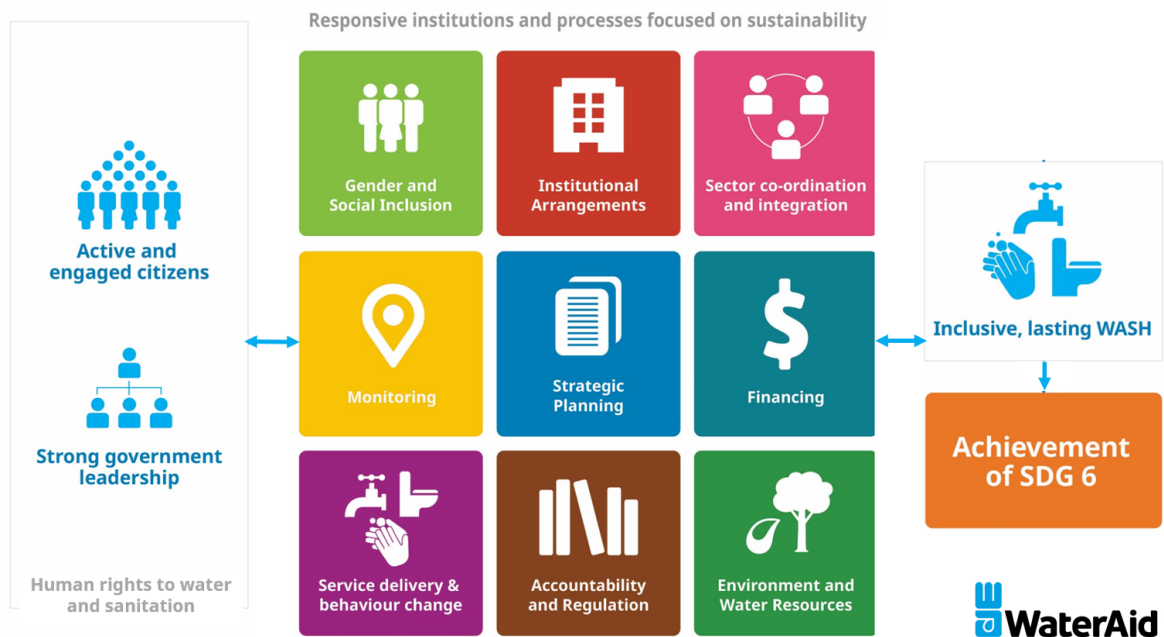 Responsive institutions and processes focused on sustainability
Active and
engaged citizens
Strong government
leadership
Human rights to water
and sanitation
Gender and
Social Inclusion
Institutional
Arrangements
Sector co-ordination
and integration
Monitoring
Strategic
Planning
Financing
Service delivery &
behaviour change
Accountability
and Regulation
Environment and
Water Resources
Inclusive, lasting WASH
Achievement
of SDG 6
WaterAid